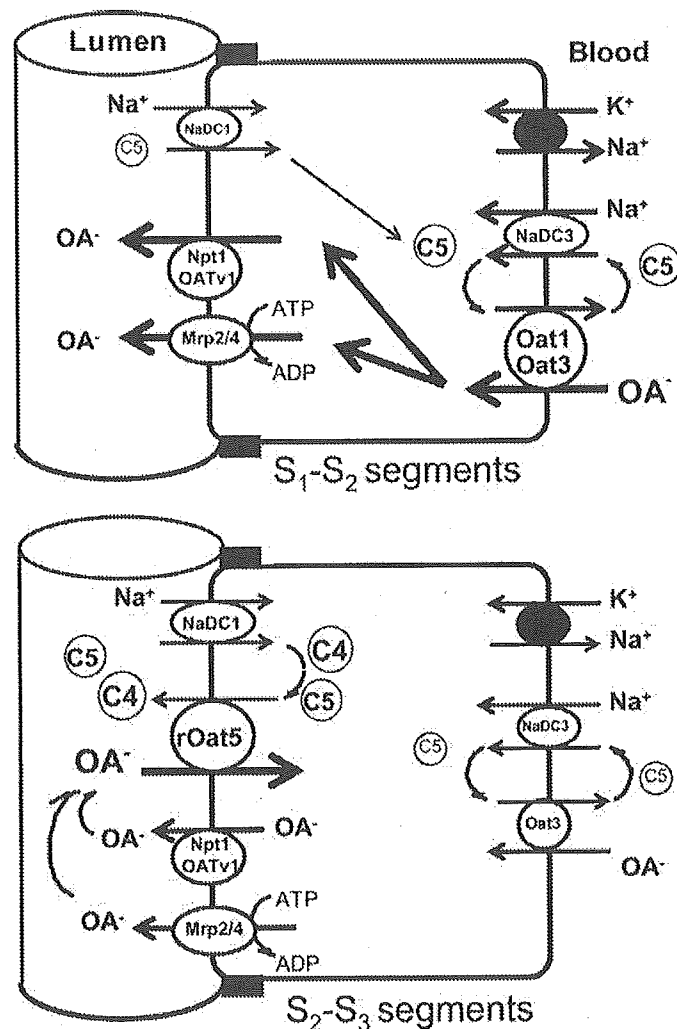 Lumen
Blood
Na⁺
K⁺
NaDC1
C5
Na⁺
Na⁺
OA⁻
C5
NaDC3
C5
Npt1
OATv1
ATP
OA⁻
Mrp2/4
Oat1
Oat3
ADP
OA⁻
S₁-S₂ segments
Na⁺
K⁺
NaDC1
C5
C4
Na⁺
C4
C5
Na⁺
rOat5
C5
NaDC3
C5
OA⁻
OA⁻
OA⁻
Npt1
OATv1
Oat3
OA⁻
ATP
OA⁻
Mrp2/4
ADP
S₂-S₃ segments